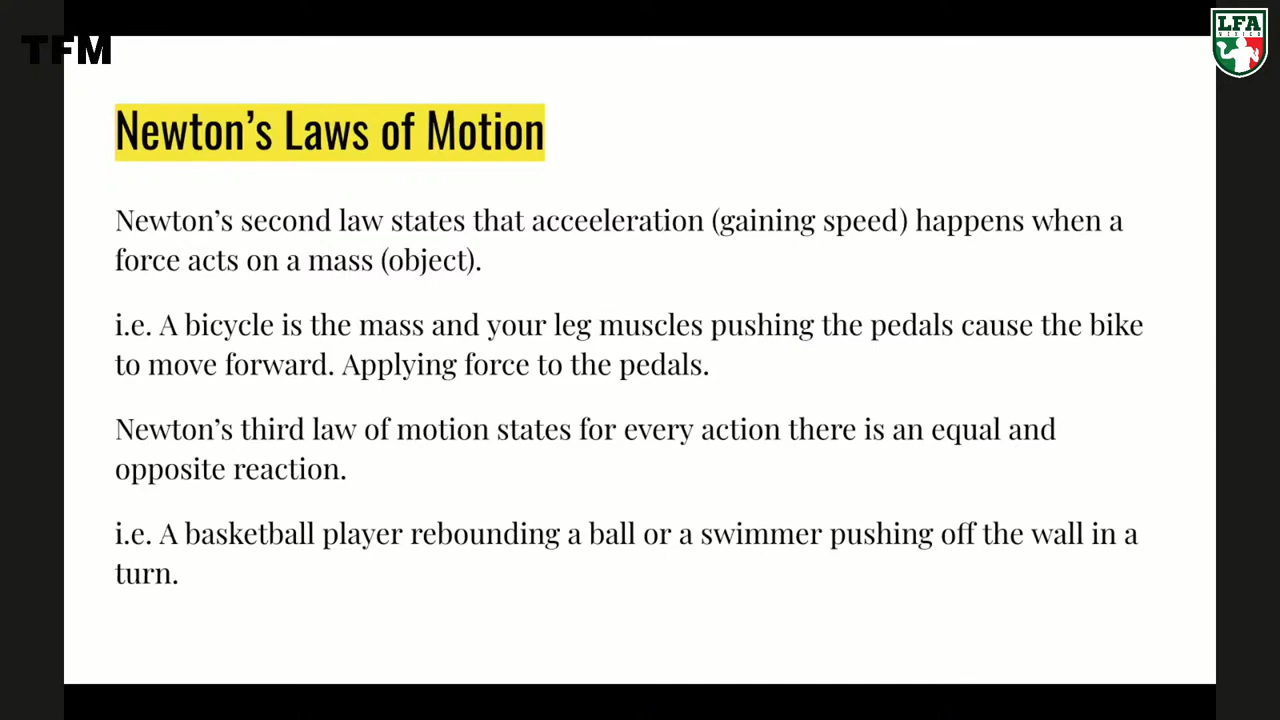 TFM
LFA
MEXICO
Newton's Laws of Motion
Newton's second law states that acceeleration (gaining speed) happens when a
force acts on a mass (object).
i.e. A bicycle is the mass and your leg muscles pushing the pedals cause the bike
to move forward. Applying force to the pedals.
Newton's third law of motion states for every action there is an equal and
opposite reaction.
i.e. A basketball player rebounding a ball or a swimmer pushing off the wall in a
turn.